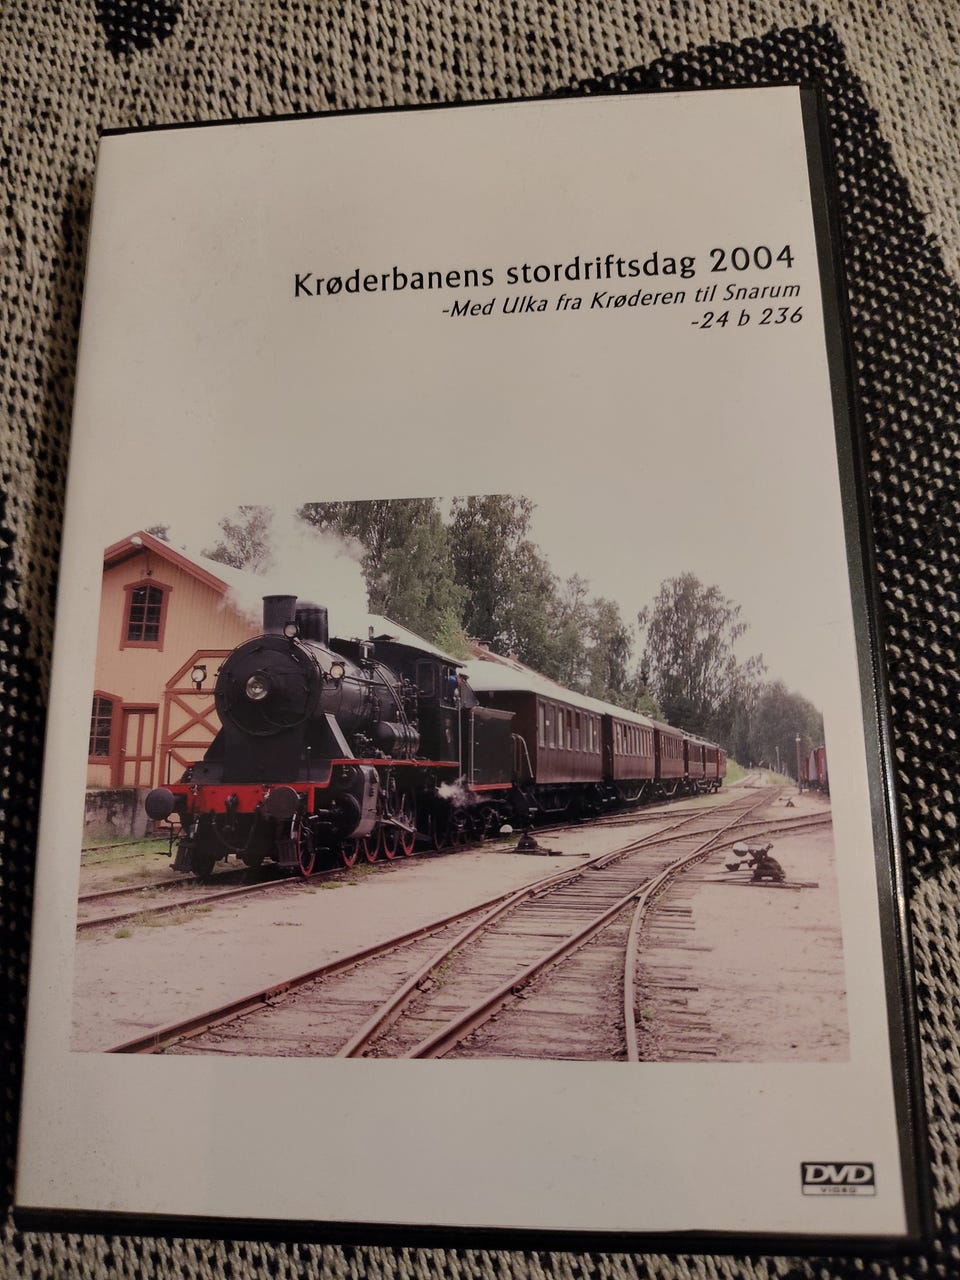 Krøderbanens stordriftsdag 2004
-Med Ulka fra Krøderen til Snarum
-24 b 236
DVD
VIDEO